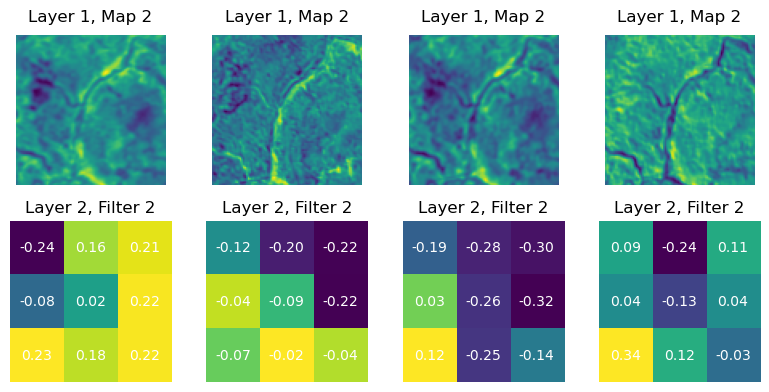 Layer 1, Map 2 Layer 1, Map 2 Layer 1, Map 2 Layer 1, Map 2
Layer 2, Filter 2 Layer 2, Filter 2 Layer 2, Filter 2 Layer 2, Filter 2
-0.24 0.16 0.21 -0.12 -0.20 -0.22 -0.19 -0.28 -0.30 0.09 -0.24 0.11
-0.08 0.02 0.22 -0.04 -0.09 -0.22 0.03 -0.26 -0.32 0.04 -0.13 0.04
0.23 0.18 0.22 -0.07 -0.02 -0.04 0.12 -0.25 -0.14 0.34 0.12 -0.03